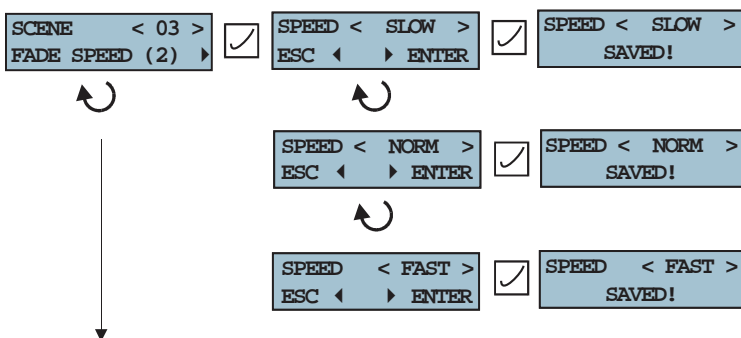 SCENE < 03 >
FADE SPEED (2)
SPEED < SLOW >
ESC ENTER
SPEED < SLOW >
SAVED!
SPEED < NORM >
ESC ENTER
SPEED < NORM >
SAVED!
SPEED < FAST >
ESC ENTER
SPEED < FAST >
SAVED!